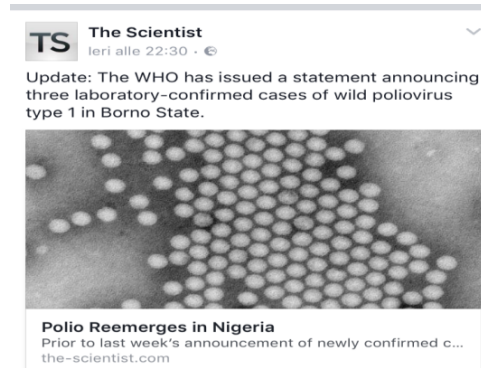 TS
The Scientist
Ieri alle 22:30 ·
Update: The WHO has issued a statement announcing
three laboratory-confirmed cases of wild poliovirus
type 1 in Borno State.
Polio Reemerges in Nigeria
Prior to last week's announcement of newly confirmed c...
the-scientist.com